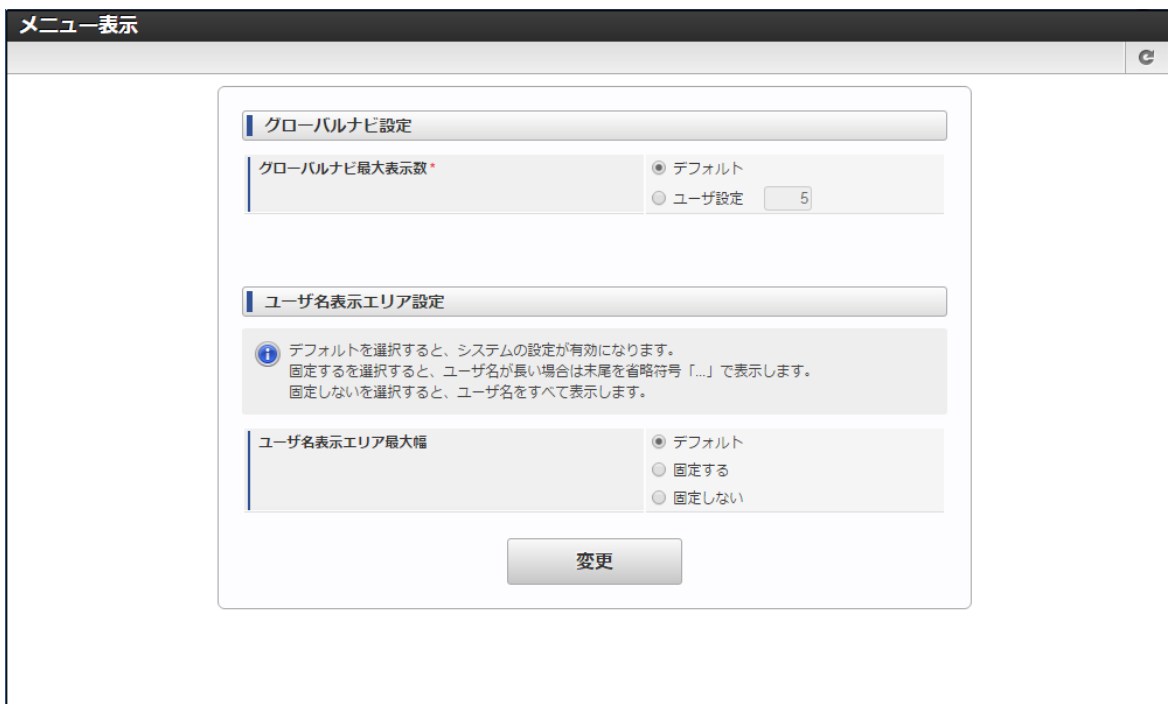 メニュー表示
グローバルナビ設定
グローバルナビ最大表示数*
デフォルト
ユーザ設定 5
ユーザ名表示エリア設定
デフォルトを選択すると、システムの設定が有効になります。
固定するを選択すると、ユーザ名が長い場合は末尾を省略符号「...」で表示します。
固定しないを選択すると、ユーザ名をすべて表示します。
ユーザ名表示エリア最大幅
デフォルト
固定する
固定しない
変更